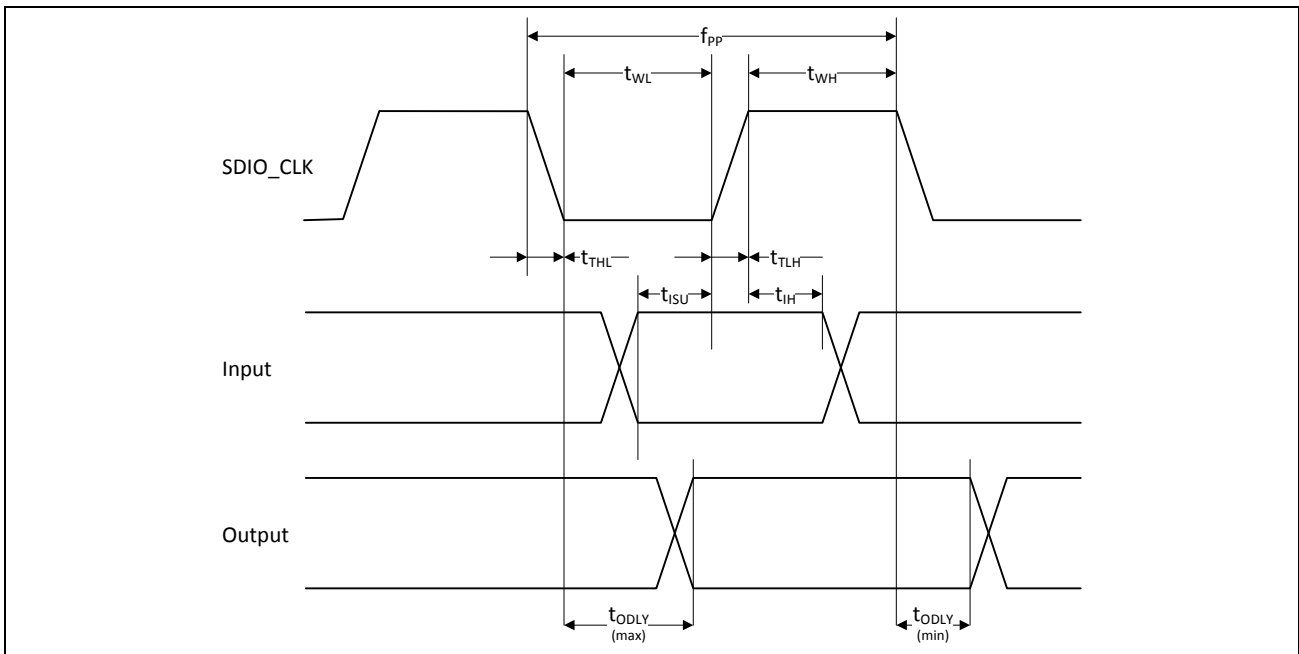 fPP
tWL
tWH
SDIO_CLK
tTHL
tTLH
tISU
tIH
Input
Output
tODLY
(max)
tODLY
(min)